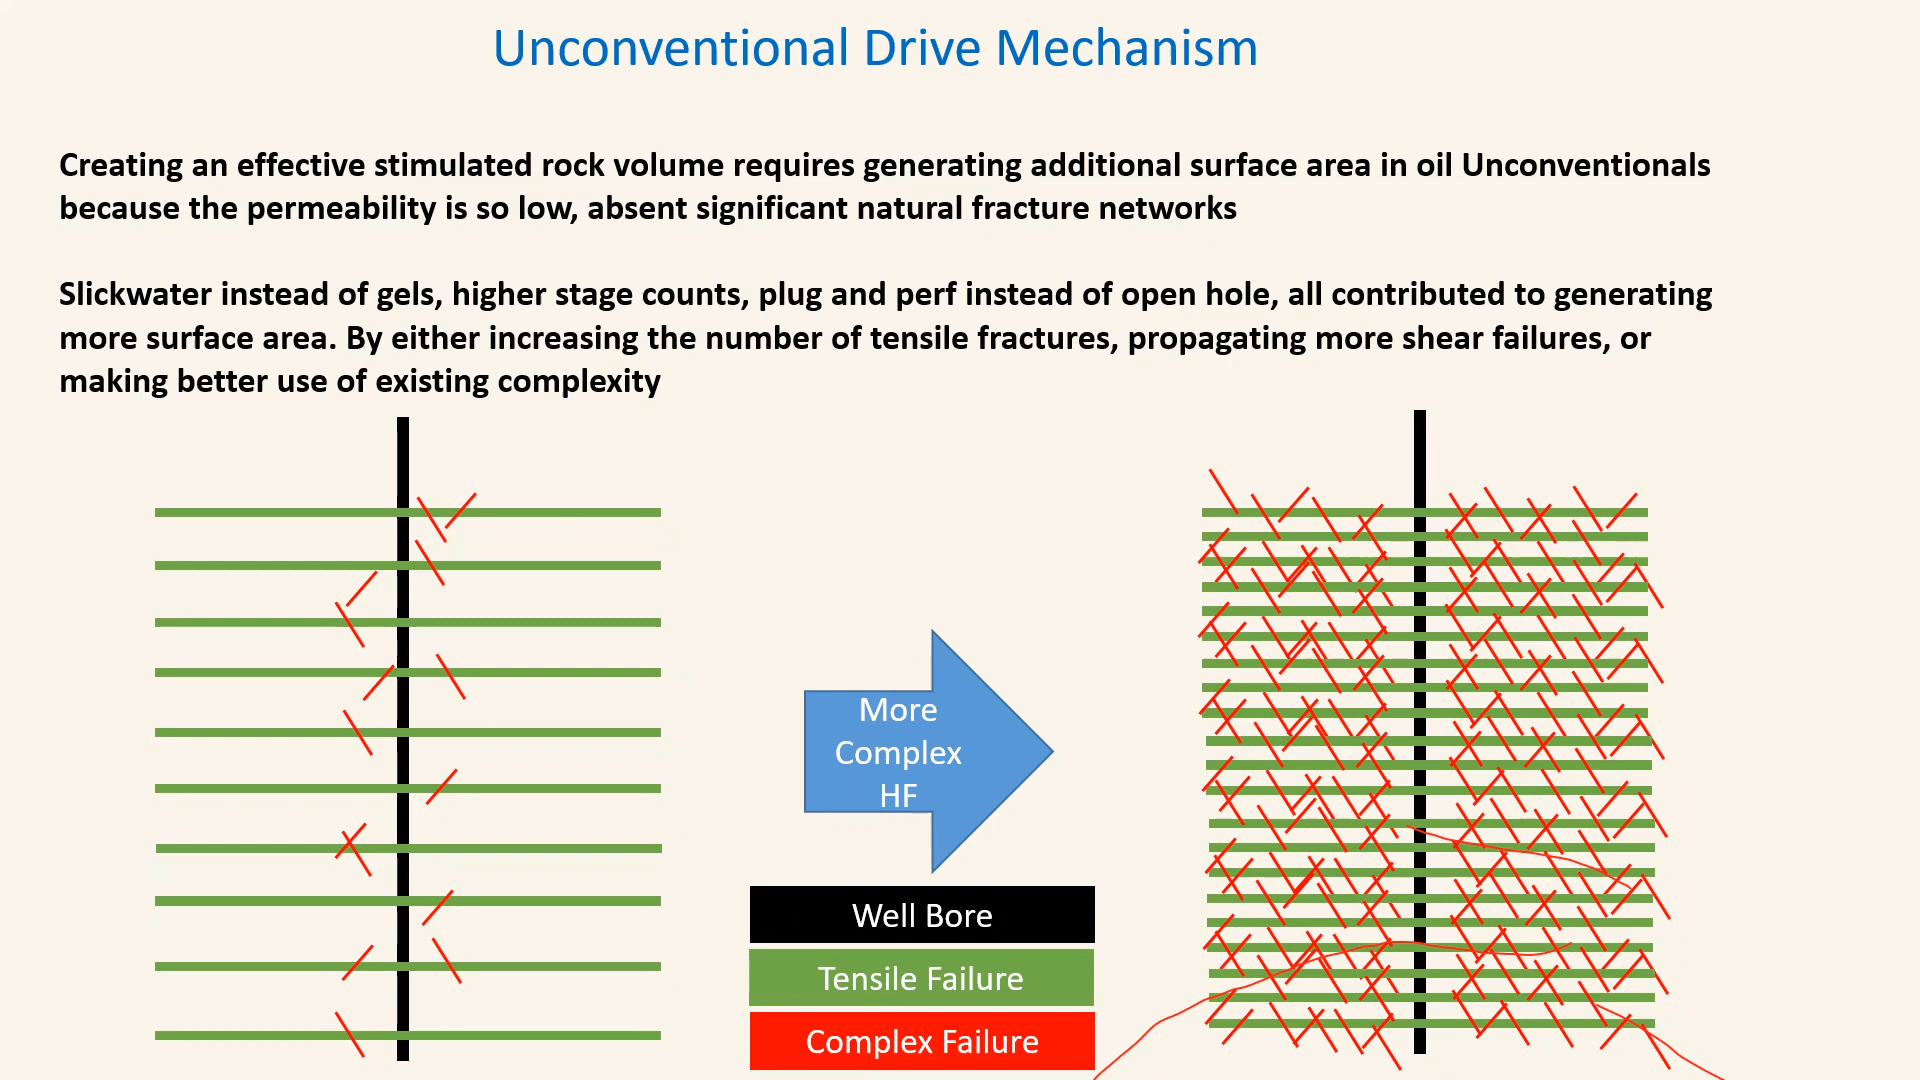 Unconventional Drive Mechanism
Creating an effective stimulated rock volume requires generating additional surface area in oil Unconventionals
because the permeability is so low, absent significant natural fracture networks
Slickwater instead of gels, higher stage counts, plug and perf instead of open hole, all contributed to generating
more surface area. By either increasing the number of tensile fractures, propagating more shear failures, or
making better use of existing complexity
More
Complex
HF
Well Bore
Tensile Failure
Complex Failure